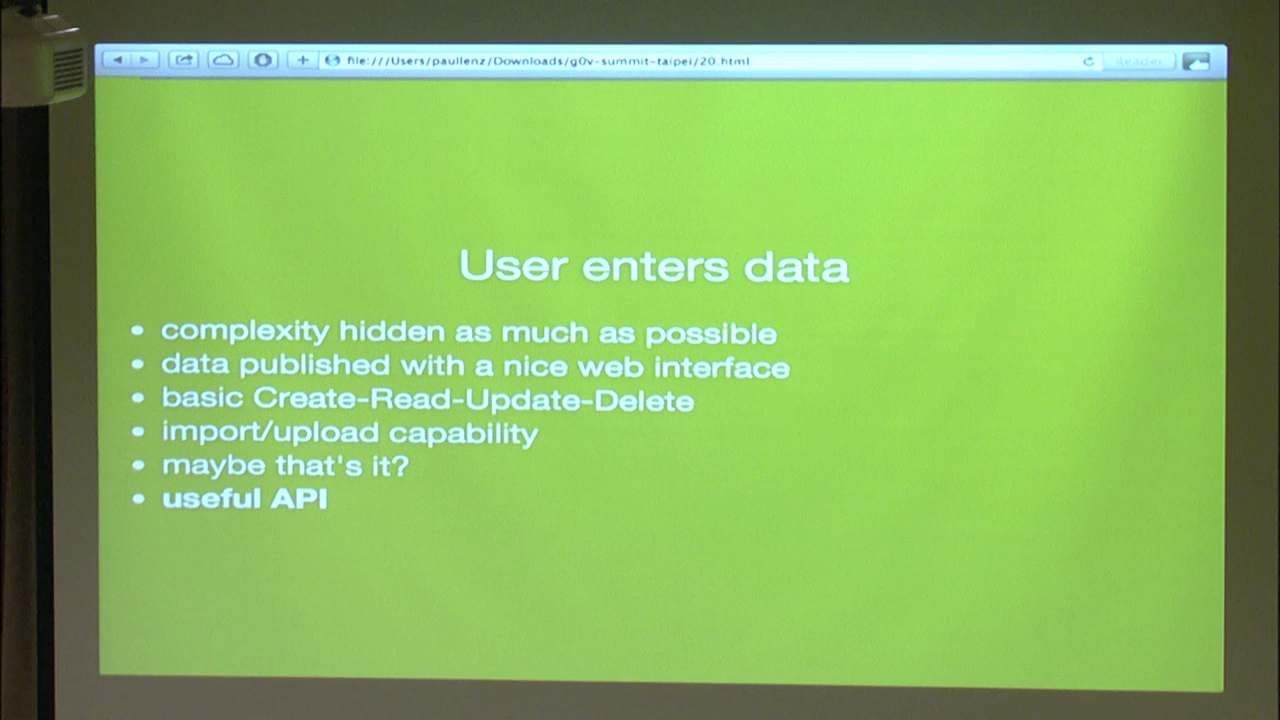 file:///Users/paullenz/Downloads/g0v-summit-taipei/20.html
Reader
User enters data
• complexity hidden as much as possible
• data published with a nice web interface
• basic Create-Read-Update-Delete
• import/upload capability
• maybe that's it?
• useful API